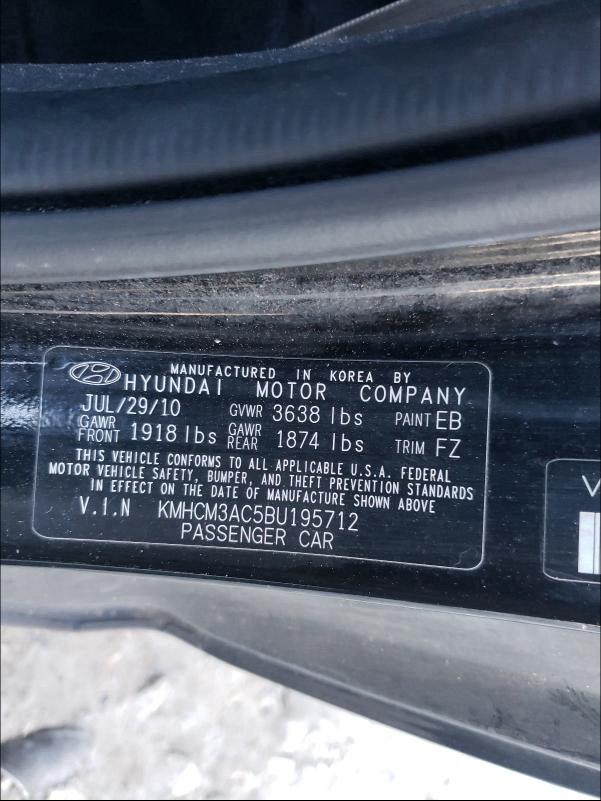 MANUFACTURED IN KOREA BY
HYUNDAI MOTOR COMPANY
JUL/29/10 GVWR 3638 lbs PAINT EB
GAWR FRONT 1918 lbs GAWR REAR 1874 lbs TRIM FZ
THIS VEHICLE CONFORMS TO ALL APPLICABLE U.S.A. FEDERAL
MOTOR VEHICLE SAFETY, BUMPER, AND THEFT PREVENTION STANDARDS
IN EFFECT ON THE DATE OF MANUFACTURE SHOWN ABOVE
V.I.N KMHCM3AC5BU195712
PASSENGER CAR
V